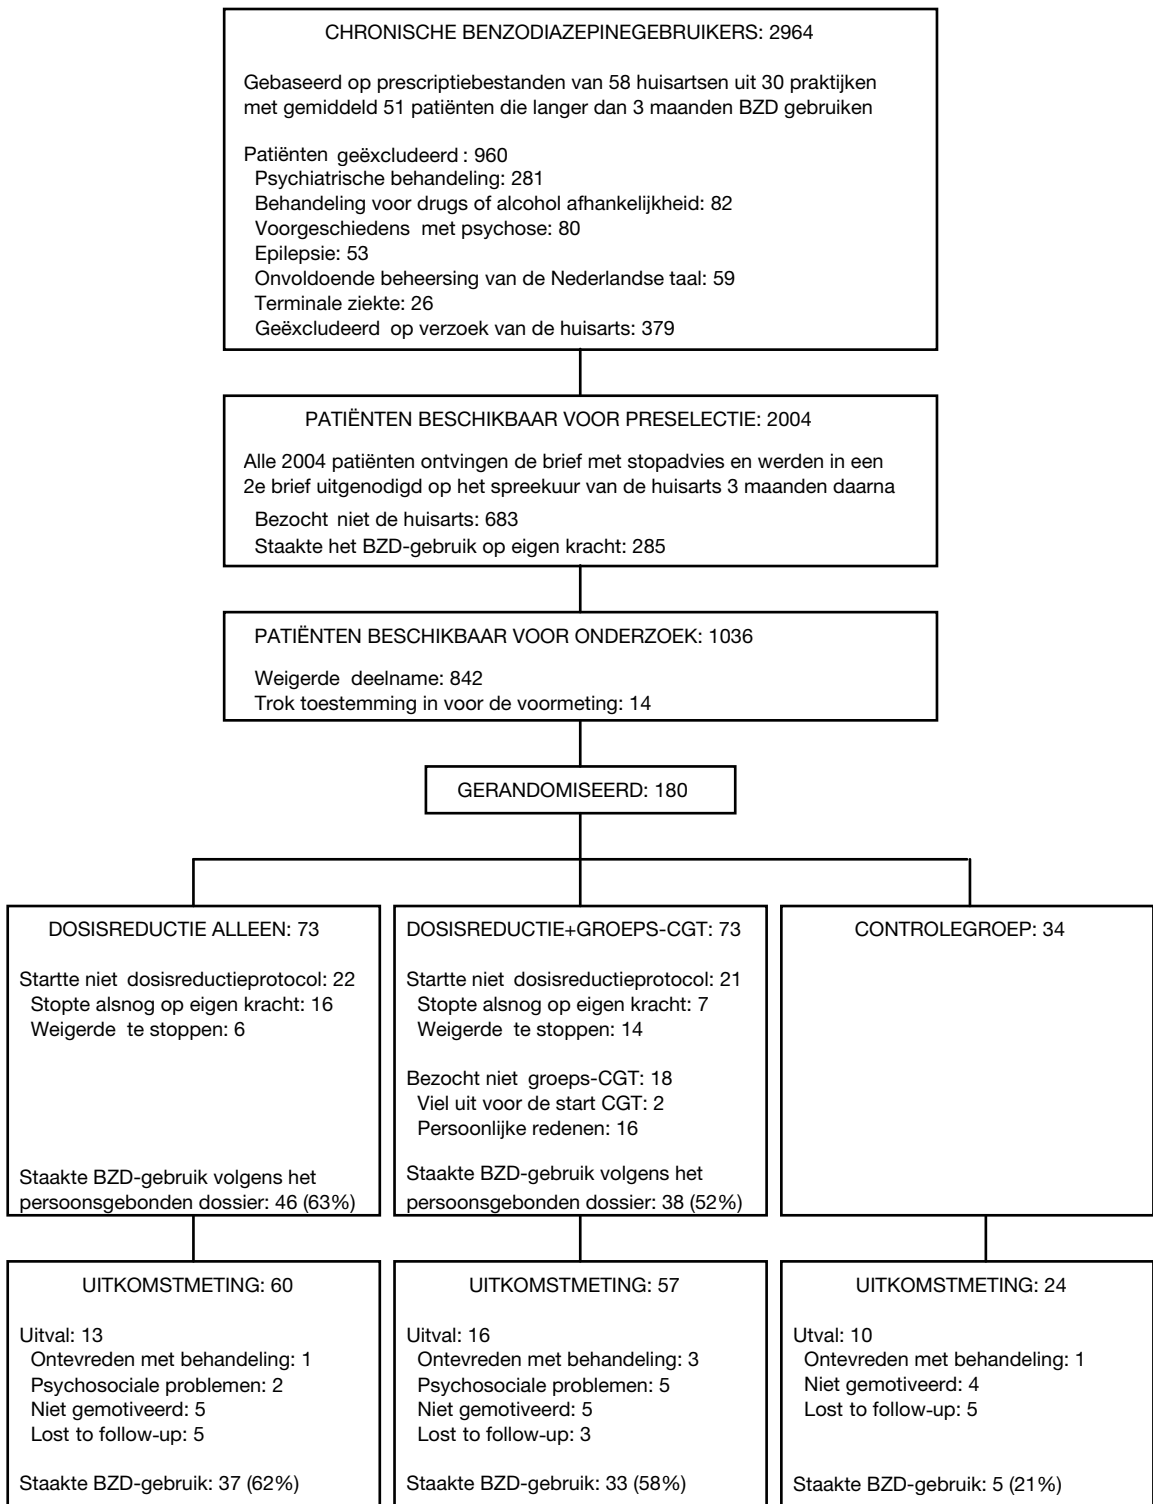 CHRONISCHE BENZODIAZEPINEGEBRUIKERS: 2964
Gebaseerd op prescriptiebestanden van 58 huisartsen uit 30 praktijken
met gemiddeld 51 patiënten die langer dan 3 maanden BZD gebruiken
Patiënten geëxcludeerd : 960
Psychiatrische behandeling: 281
Behandeling voor drugs of alcohol afhankelijkheid: 82
Voorgeschiedens met psychose: 80
Epilepsie: 53
Onvoldoende beheersing van de Nederlandse taal: 59
Terminale ziekte: 26
Geëxcludeerd op verzoek van de huisarts: 379
PATIËNTEN BESCHIKBAAR VOOR PRESELECTIE: 2004
Alle 2004 patiënten ontvingen de brief met stopadvies en werden in een
2e brief uitgenodigd op het spreekuur van de huisarts 3 maanden daarna
Bezocht niet de huisarts: 683
Staakte het BZD-gebruik op eigen kracht: 285
PATIËNTEN BESCHIKBAAR VOOR ONDERZOEK: 1036
Weigerde deelname: 842
Trok toestemming in voor de voormeting: 14
GERANDOMISEERD: 180
DOSISREDUCTIE ALLEEN: 73
Startte niet dosisreductieprotocol: 22
Stopte alsnog op eigen kracht: 16
Weigerde te stoppen: 6
Staakte BZD-gebruik volgens het
persoonsgebonden dossier: 46 (63%)
DOSISREDUCTIE+GROEPS-CGT: 73
Startte niet dosisreductieprotocol: 21
Stopte alsnog op eigen kracht: 7
Weigerde te stoppen: 14
Bezocht niet groeps-CGT: 18
Viel uit voor de start CGT: 2
Persoonlijke redenen: 16
Staakte BZD-gebruik volgens het
persoonsgebonden dossier: 38 (52%)
CONTROLEGROEP: 34
UITKOMSTMETING: 60
Uitval: 13
Ontevreden met behandeling: 1
Psychosociale problemen: 2
Niet gemotiveerd: 5
Lost to follow-up: 5
Staakte BZD-gebruik: 37 (62%)
UITKOMSTMETING: 57
Uitval: 16
Ontevreden met behandeling: 3
Psychosociale problemen: 5
Niet gemotiveerd: 5
Lost to follow-up: 3
Staakte BZD-gebruik: 33 (58%)
UITKOMSTMETING: 24
Utval: 10
Ontevreden met behandeling: 1
Niet gemotiveerd: 4
Lost to follow-up: 5
Staakte BZD-gebruik: 5 (21%)